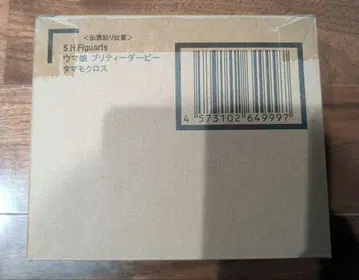 <伝票貼り位置>
S.H.Figuarts
ウマ娘 プリティーダービー
タマモクロス
4 573102 649997